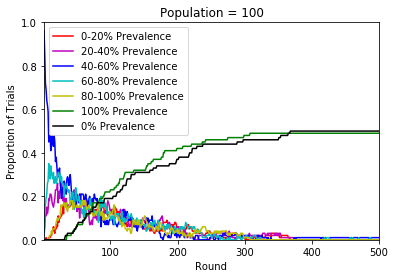 Population = 100
1.0
0.8
0.6
0.4
0.2
0.0
Proportion of Trials
0-20% Prevalence
20-40% Prevalence
40-60% Prevalence
60-80% Prevalence
80-100% Prevalence
100% Prevalence
0% Prevalence
100
200
300
400
500
Round